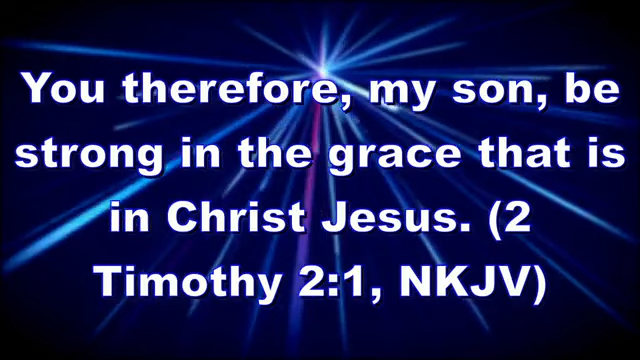 You therefore, my son, be
strong in the grace that is
in Christ Jesus. (2
Timothy 2:1, NKJV)